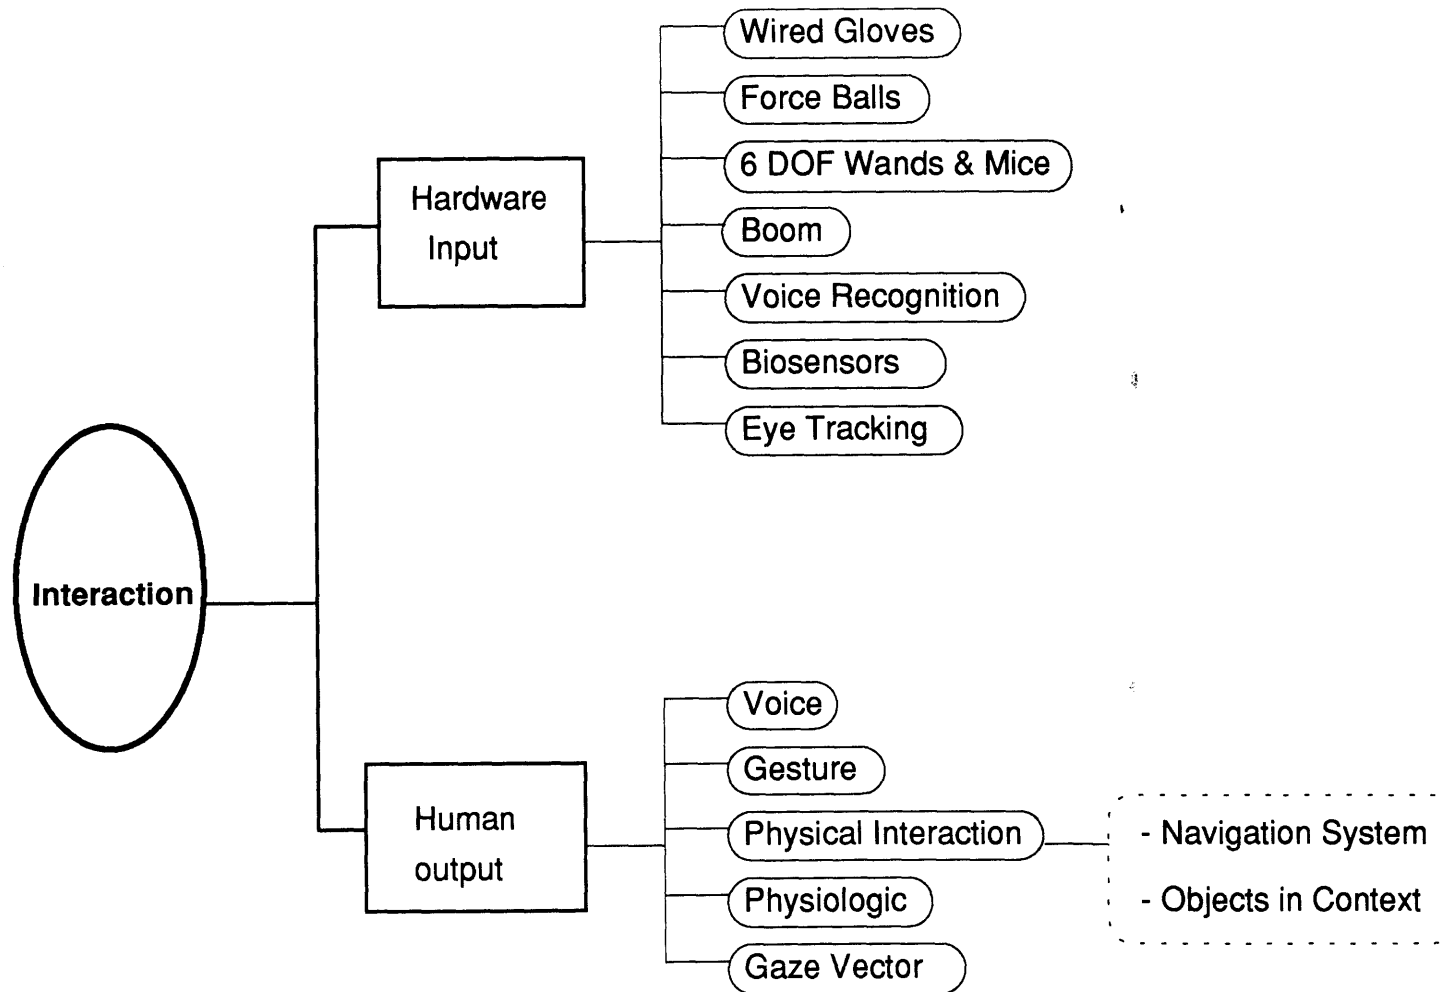 Wired Gloves
Force Balls
6 DOF Wands & Mice
Hardware
Input
Boom
Voice Recognition
Biosensors
Eye Tracking
Interaction
Voice
Gesture
Human
output
Physical Interaction
- Navigation System
- Objects in Context
Physiologic
Gaze Vector